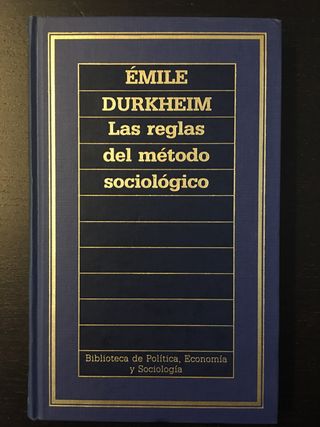 ÉMILE
DURKHEIM
Las reglas
del método
sociológico
Biblioteca de Política, Economía
y Sociología